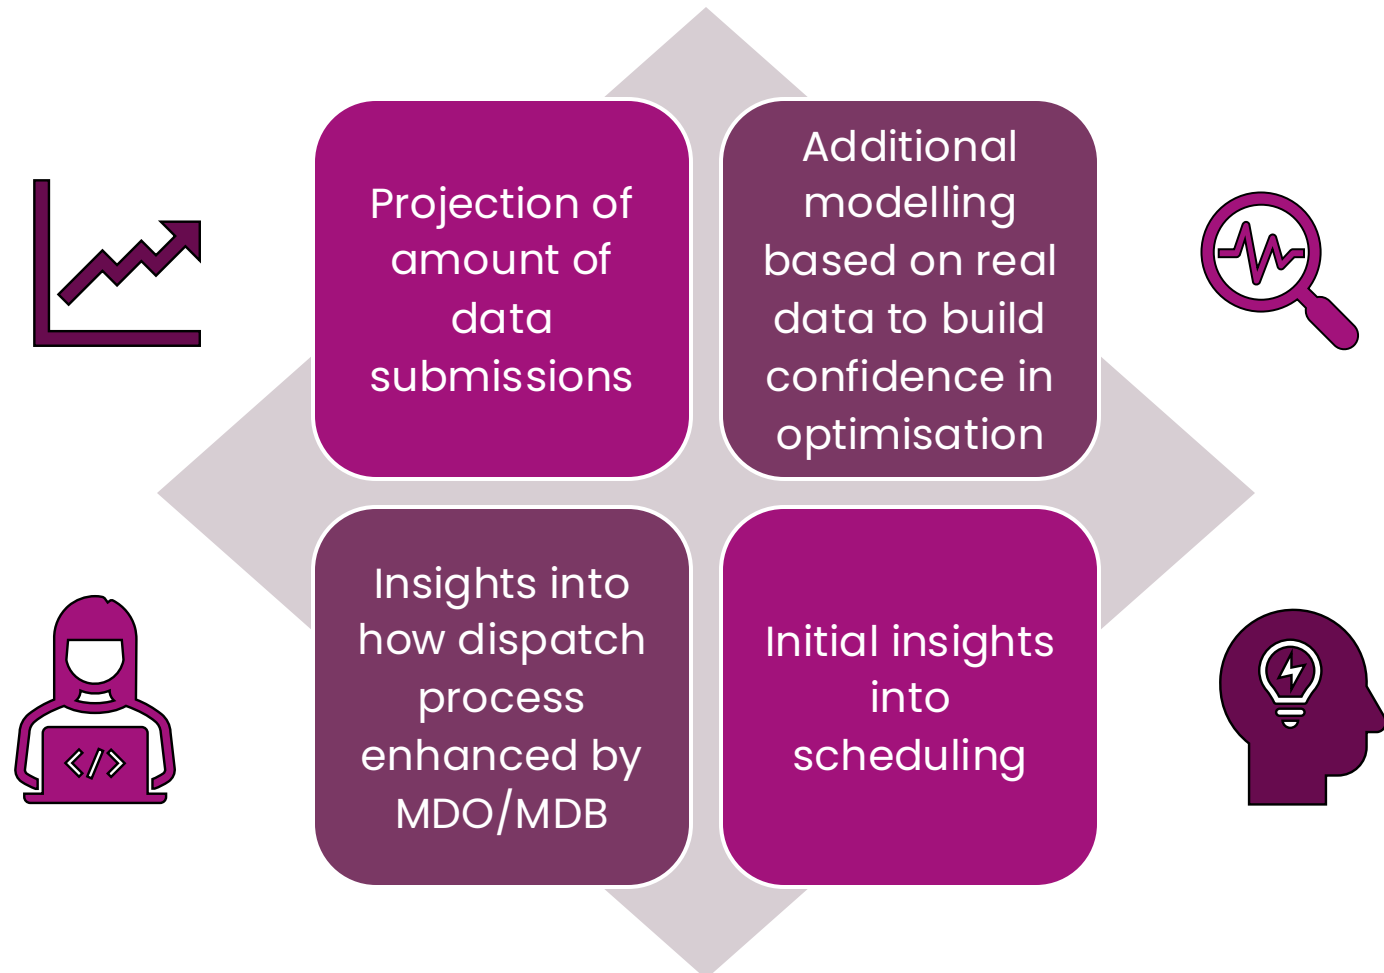 Projection of
amount of
data
submissions
Additional
modelling
based on real
data to build
confidence in
optimisation
Insights into
how dispatch
process
enhanced by
MDO/MDB
Initial insights
into
scheduling
</>